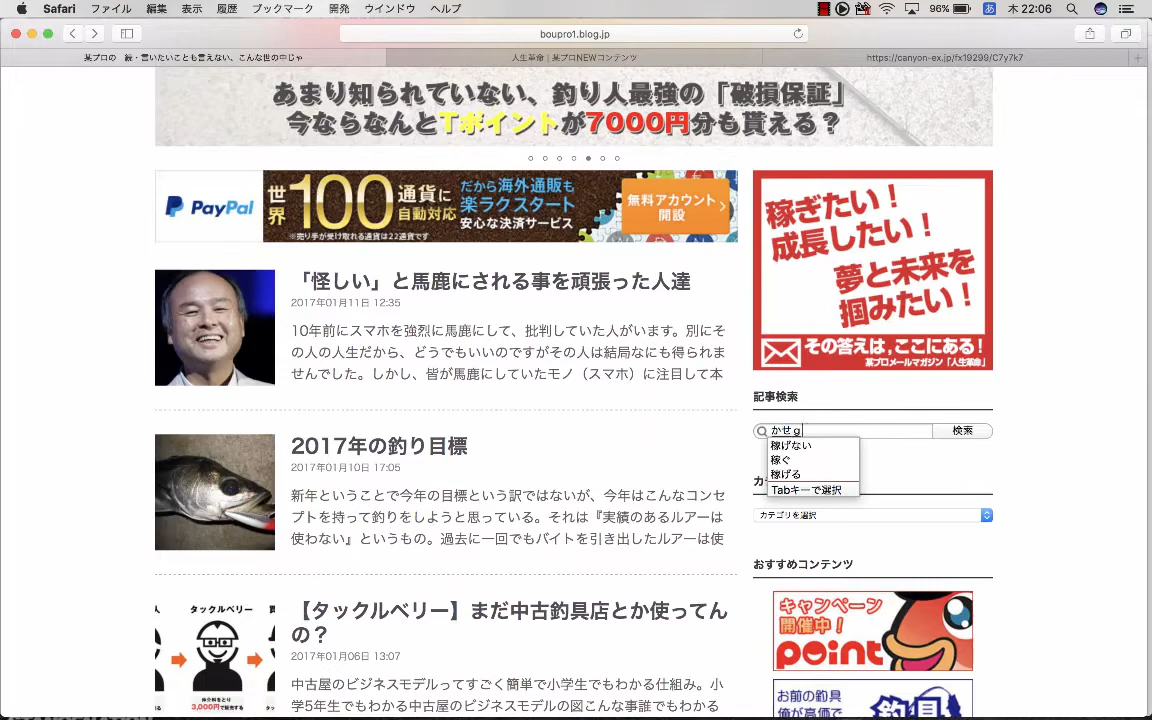 Safari ファイル 編集 表示 履歴 ブックマーク 開発 ウインドウ ヘルプ 96% あ 木 22:06
boupro1.blog.jp
某プロの 続・言いたいことも言えない、こんな世の中じゃ
人生革命｜某プロNEWコンテンツ
https://canyon-ex.jp/fx19299/C7y7k7
あまり知られていない、釣り人最強の「破損保証」
今ならなんとTポイントが7000円分も貰える？
PayPal
世界100通貨に自動対応
※売り手が受け取れる通貨は22通貨です
だから海外通販も
楽ラクスタート
安心な決済サービス
無料アカウント
開設
「怪しい」と馬鹿にされる事を頑張った人達
2017年01月11日 12:35
10年前にスマホを強烈に馬鹿にして、批判していた人がいます。別にそ
の人の人生だから、どうでもいいのですがその人は結局なにも得られま
せんでした。しかし、皆が馬鹿にしていたモノ（スマホ）に注目して本
2017年の釣り目標
2017年01月10日 17:05
新年ということで今年の目標という訳ではないが、今年はこんなコンセ
プトを持って釣りをしようと思っている。それは『実績のあるルアーは
使わない』というもの。過去に一回でもバイトを引き出したルアーは使
タックルベリー
3,000円で販売する
【タックルベリー】まだ中古釣具店とか使ってん
の？
2017年01月06日 13:07
中古屋のビジネスモデルってすごく簡単で小学生でもわかる仕組み。小
学5年生でもわかる中古屋のビジネスモデルの図こんな事誰でもわかる
稼ぎたい！
成長したい！
夢と未来を
掴みたい！
その答えは，ここにある！
某プロメールマガジン「人生革命」
記事検索
かせｇ
検索
稼げない
稼ぐ
稼げる
Tabキーで選択
カ
カテゴリを選択
おすすめコンテンツ
キャンペーン
開催中！
point
お前の釣具
俺が高価で
釣具